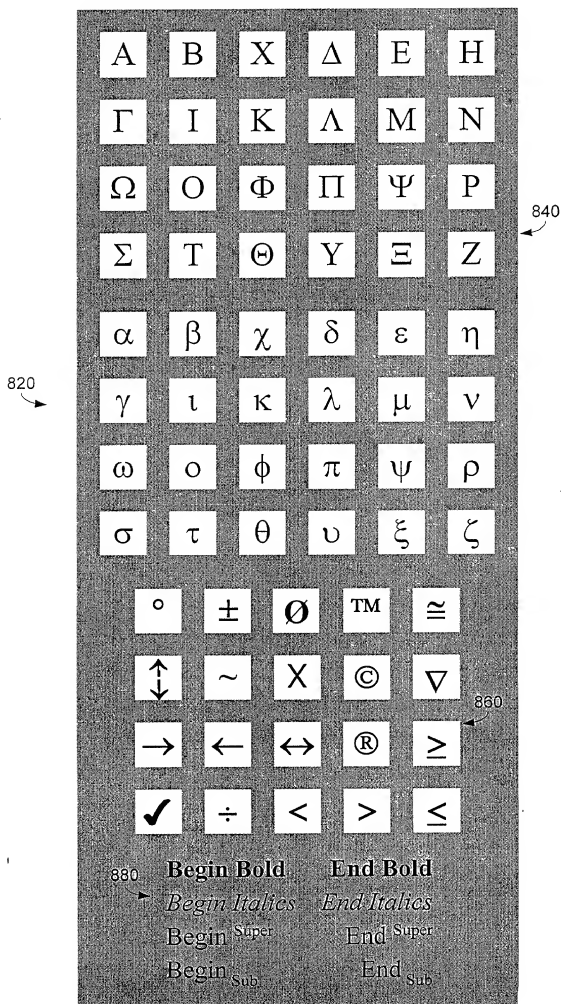 Α Β Χ Δ Ε Η
Γ Ι Κ Λ Μ Ν
Ω Ο Φ Π Ψ Ρ
840
Σ Τ Θ Υ Ξ Ζ
α β χ δ ε η
820
γ ι κ λ μ ν
ω ο φ π ψ ρ
σ τ θ υ ξ ζ
° ± Ø ™ ≅
↕ ~ X © ∇
860
→ ← ↔ ® ≥
✓ ÷ < > ≤
Begin Bold End Bold
880
Begin Italics End Italics
Begin Super End Super
Begin Sub End Sub